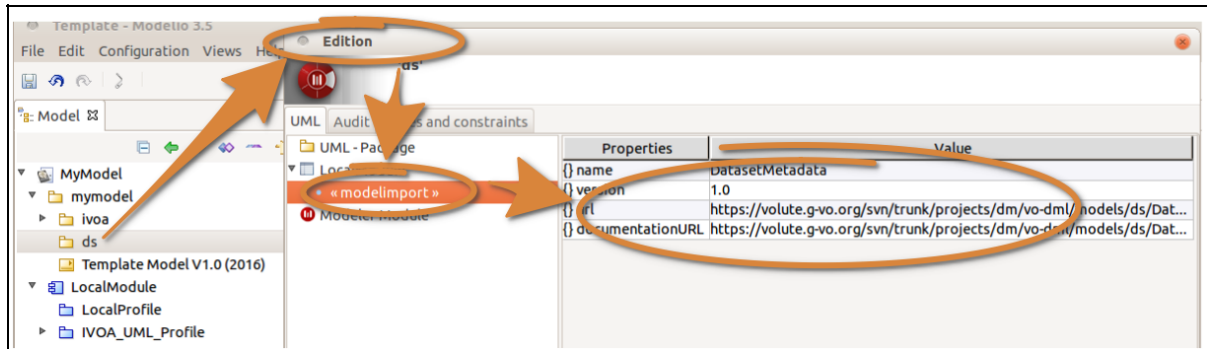 Template - Modelio 3.5
File Edit Configuration Views
Edition
ds'
Model
UML Audit and constraints
MyModel
mymodel
ivoa
ds
Template Model V1.0 (2016)
LocalModule
LocalProfile
IVOA_UML_Profile
UML - Package
« modelimport »
Modeler Module
Properties Value
{} name DatasetMetadata
{} version 1.0
{} url https://volute.g-vo.org/svn/trunk/projects/dm/vo-dml/models/ds/Dat...
{} documentationURL https://volute.g-vo.org/svn/trunk/projects/dm/vo-dml/models/ds/Dat...